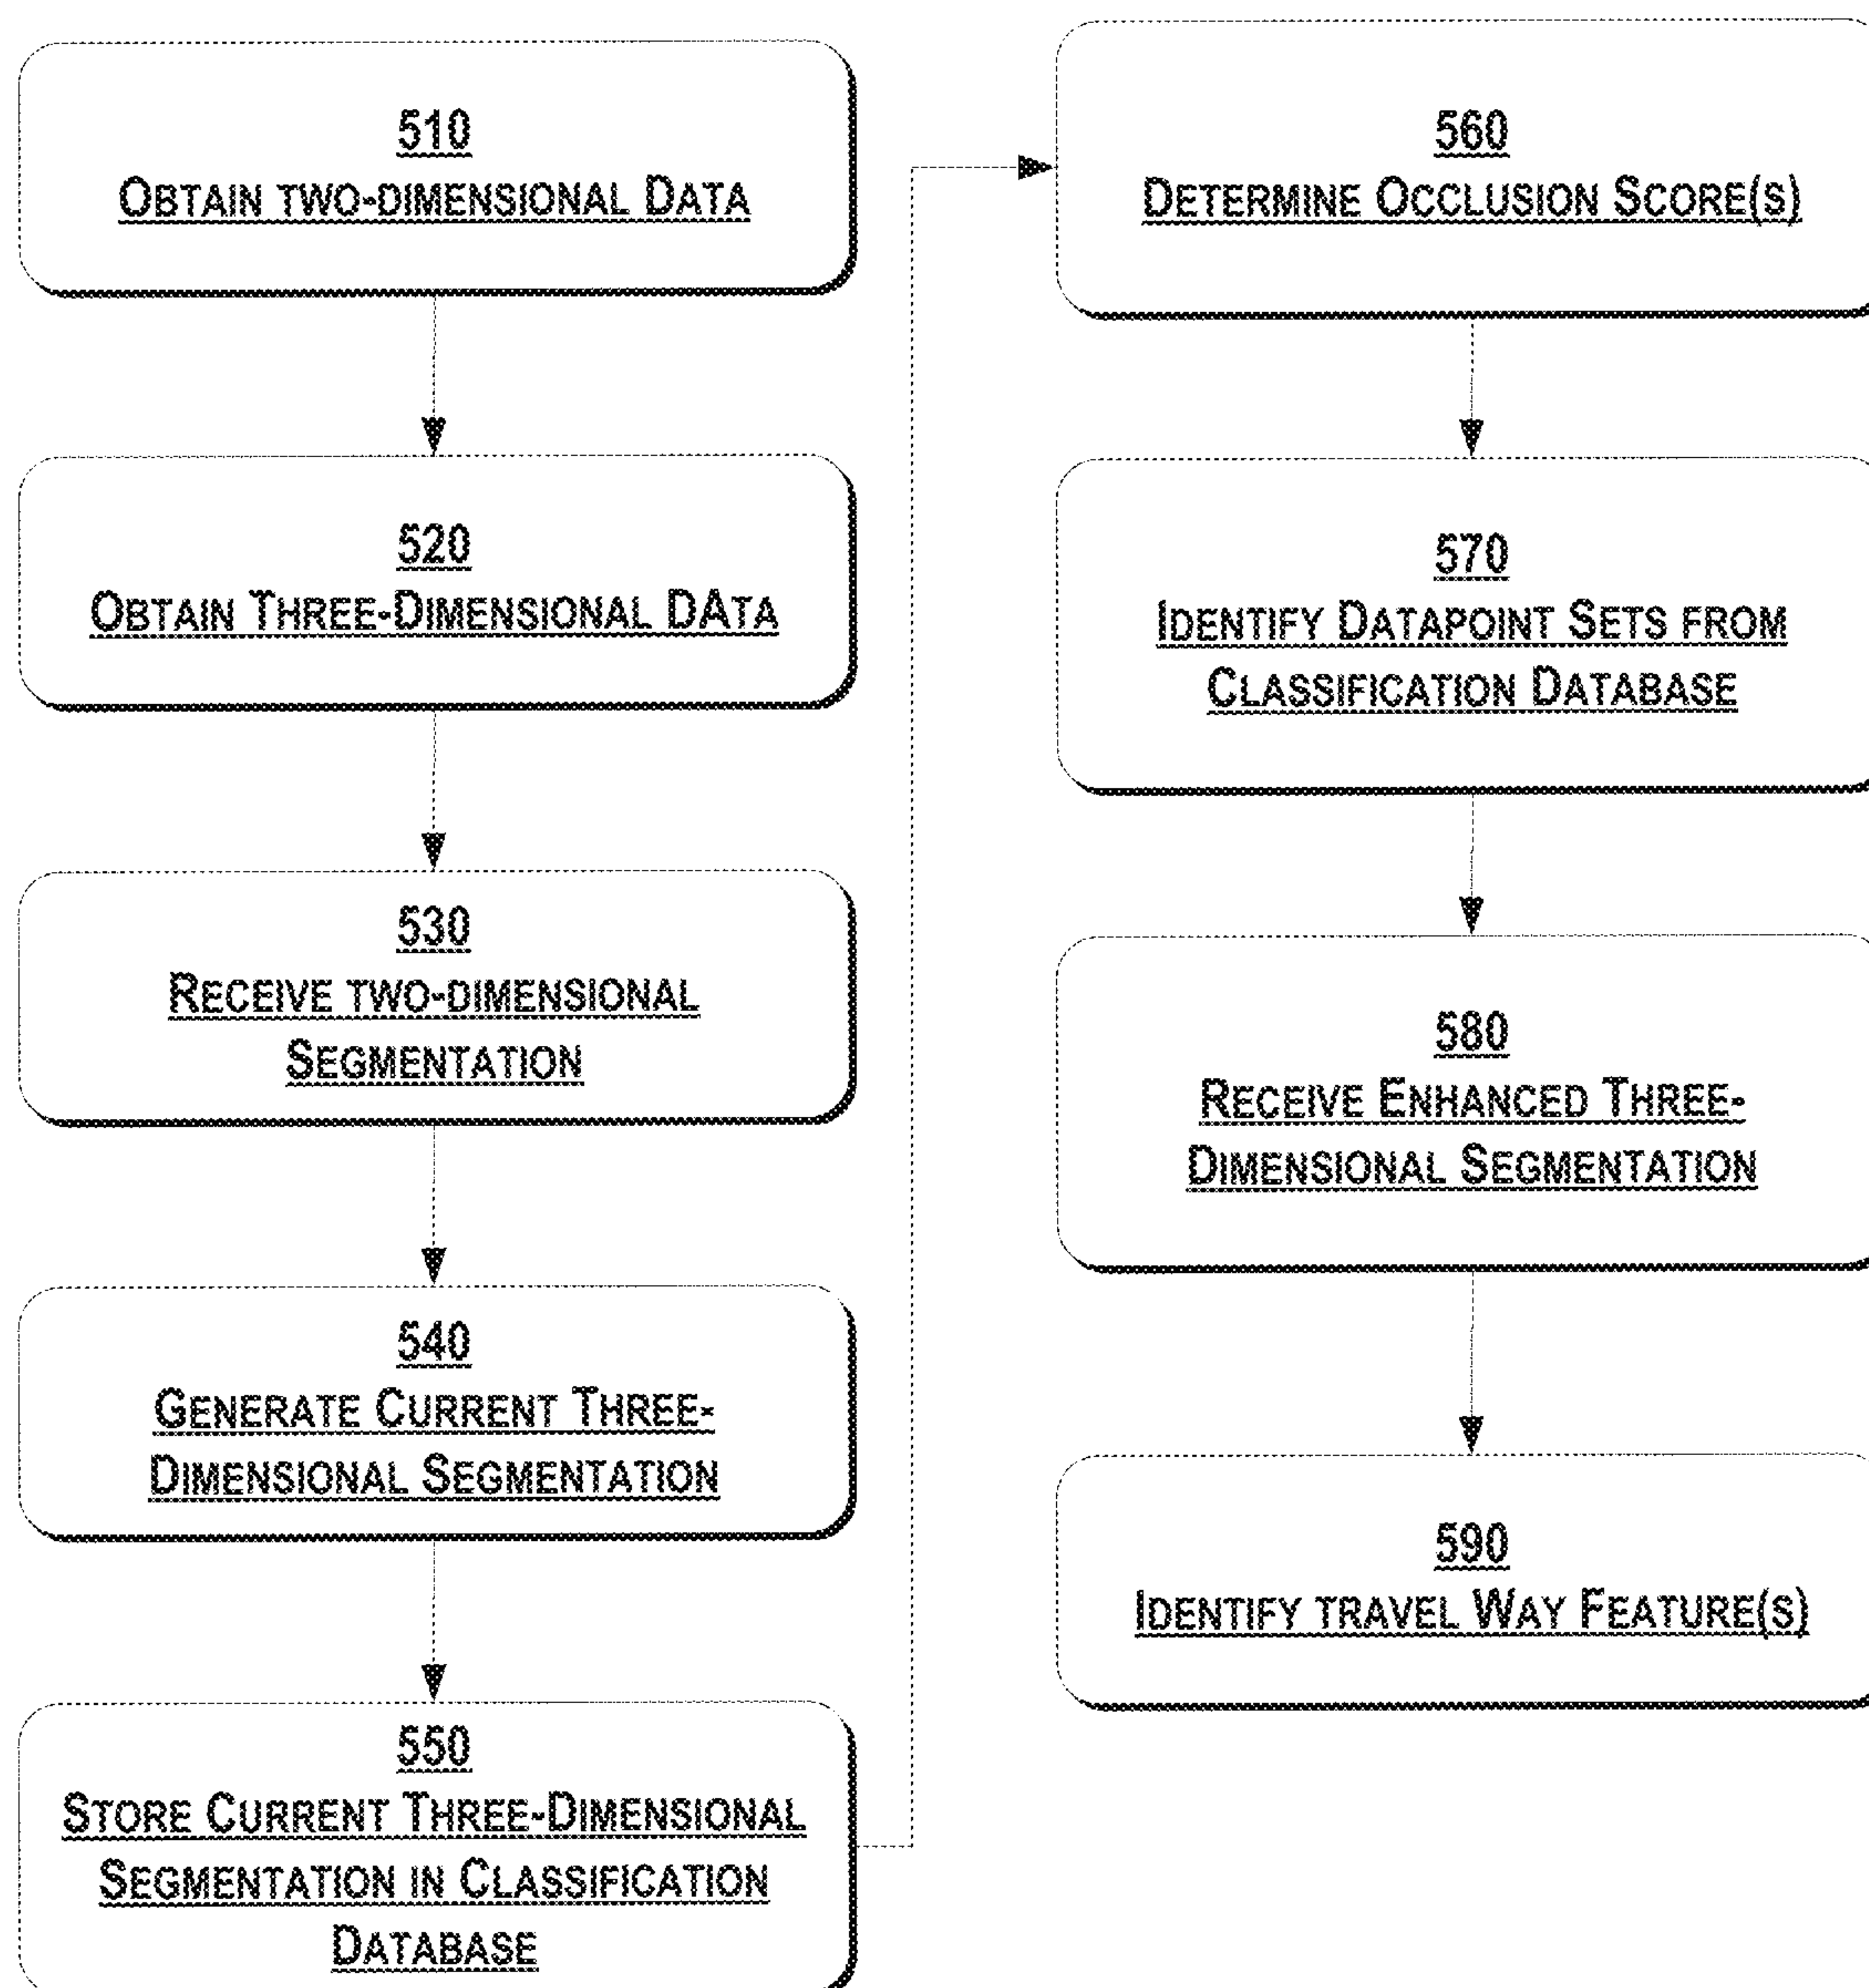 510
OBTAIN TWO-DIMENSIONAL DATA
520
OBTAIN THREE-DIMENSIONAL DATA
530
RECEIVE TWO-DIMENSIONAL
SEGMENTATION
540
GENERATE CURRENT THREE-
DIMENSIONAL SEGMENTATION
550
STORE CURRENT THREE-DIMENSIONAL
SEGMENTATION IN CLASSIFICATION
DATABASE
560
DETERMINE OCCLUSION SCORE(S)
570
IDENTIFY DATAPOINT SETS FROM
CLASSIFICATION DATABASE
580
RECEIVE ENHANCED THREE-
DIMENSIONAL SEGMENTATION
590
IDENTIFY TRAVEL WAY FEATURE(S)